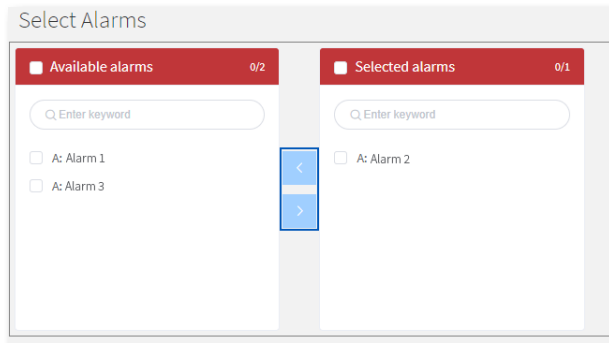 Select Alarms
Available alarms 0/2
Enter keyword
A: Alarm 1
A: Alarm 3
Selected alarms 0/1
Enter keyword
A: Alarm 2